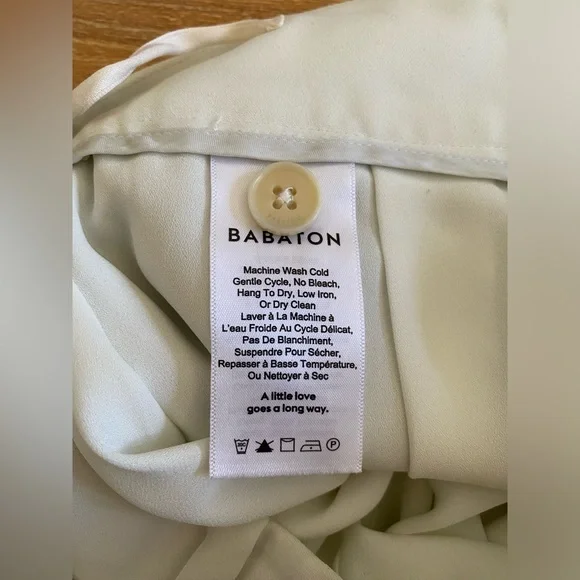 BABATON
Machine Wash Cold
Gentle Cycle, No Bleach,
Hang To Dry, Low Iron,
Or Dry Clean
Laver à La Machine à
L'eau Froide Au Cycle Délicat,
Pas De Blanchiment,
Suspendre Pour Sécher,
Repasser à Basse Température,
Ou Nettoyer à Sec
A little love
goes a long way.
30C P